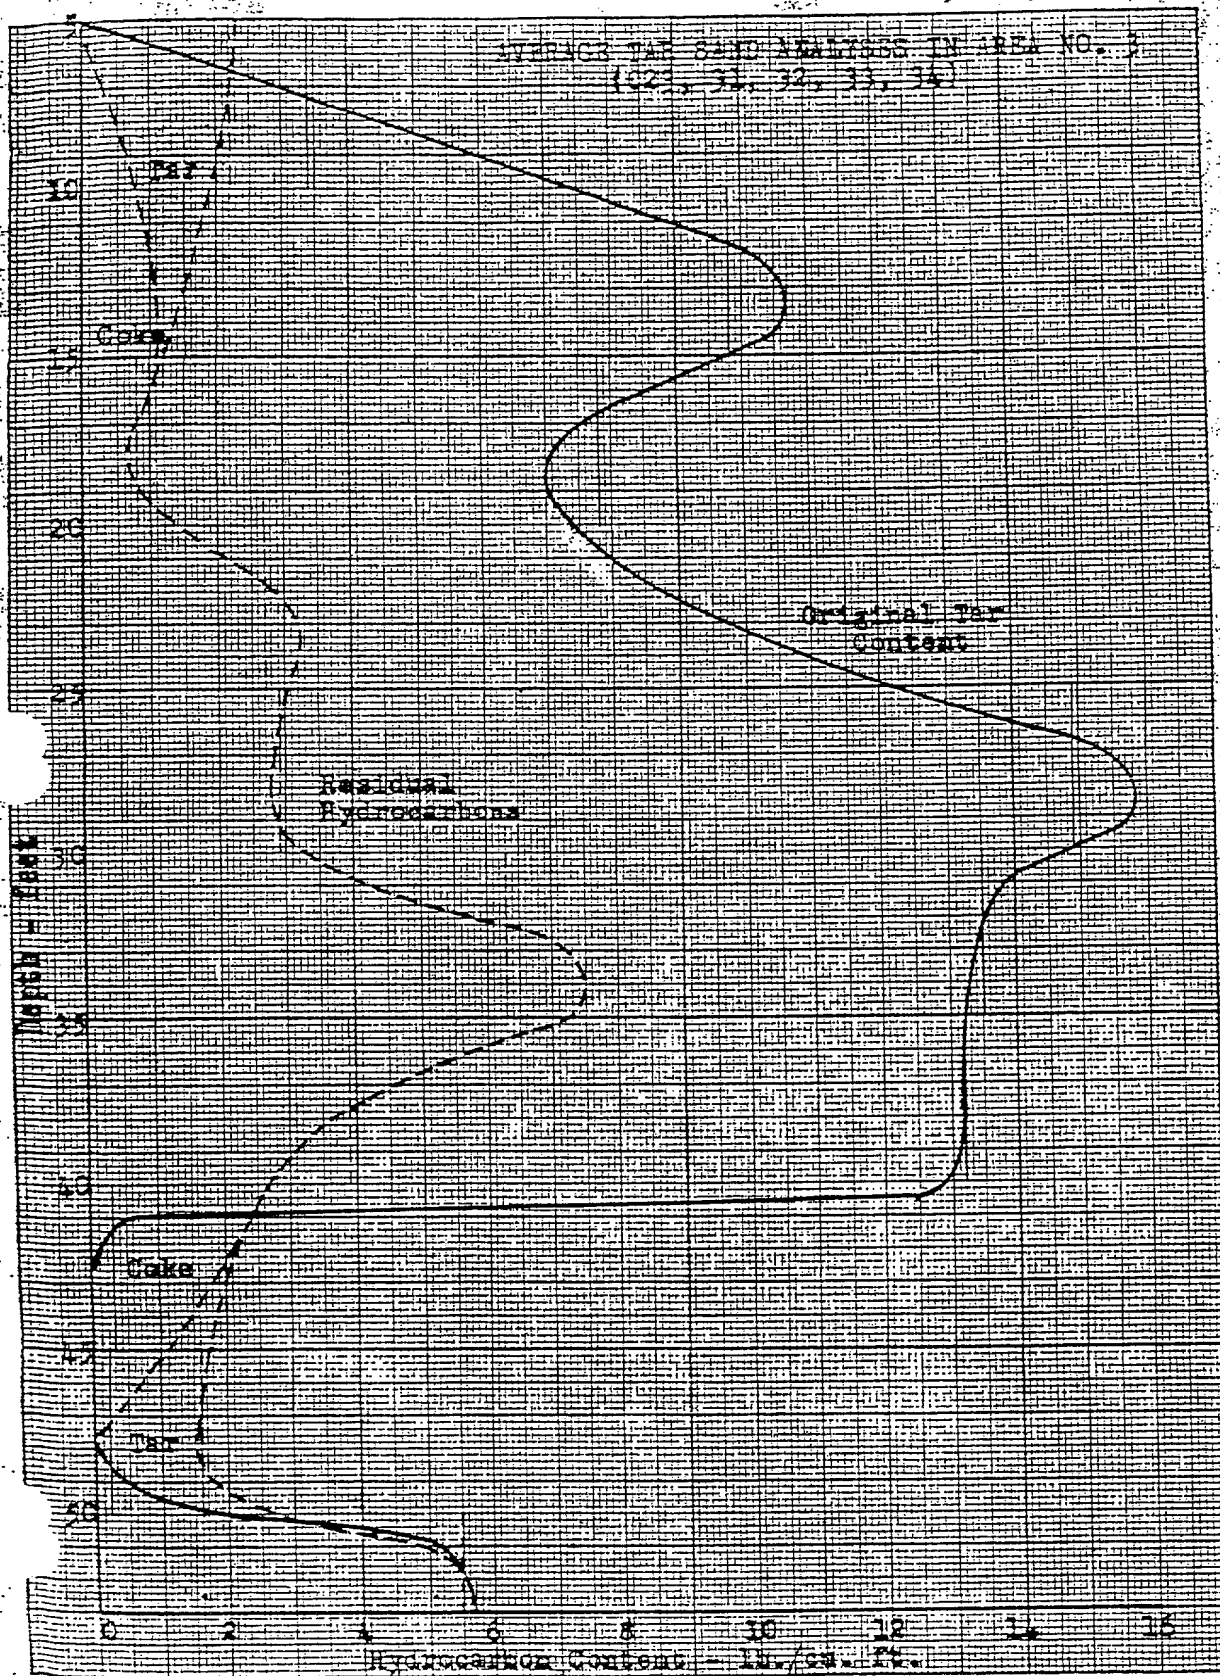 AVERAGE TAR SAND ANALYSES IN AREA NO. 3
31, 32, 33, 34)
5
Tar
10
Coke
15
20
Original Tar
Content
25
Residual
Hydrocarbons
30
Depth - feet
35
40
Coke
45
Tar
50
0 2 4 6 8 10 12 14 16
Hydrocarbon Content - lb./cu. ft.